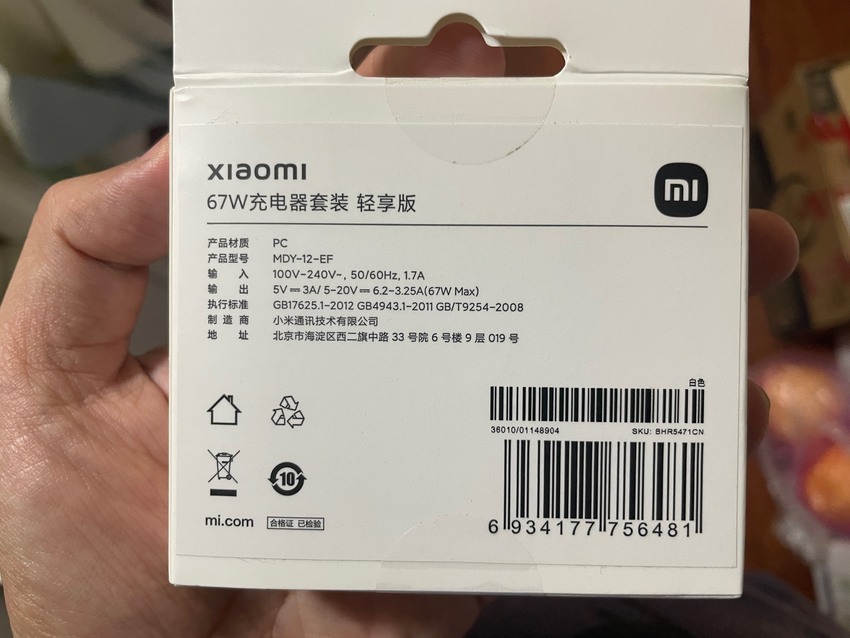 xiaomi
67W充电器套装 轻享版
mi
产品材质 PC
产品型号 MDY-12-EF
输 入 100V-240V~, 50/60Hz, 1.7A
输 出 5V⎓3A/ 5-20V⎓6.2-3.25A(67W Max)
执行标准 GB17625.1-2012 GB4943.1-2011 GB/T9254-2008
制 造 商 小米通讯技术有限公司
地 址 北京市海淀区西二旗中路 33 号院 6 号楼 9 层 019 号
白色
36010/01148904 SKU: BHR5471CN
10
mi.com 合格证 已检验
6 934177 756481